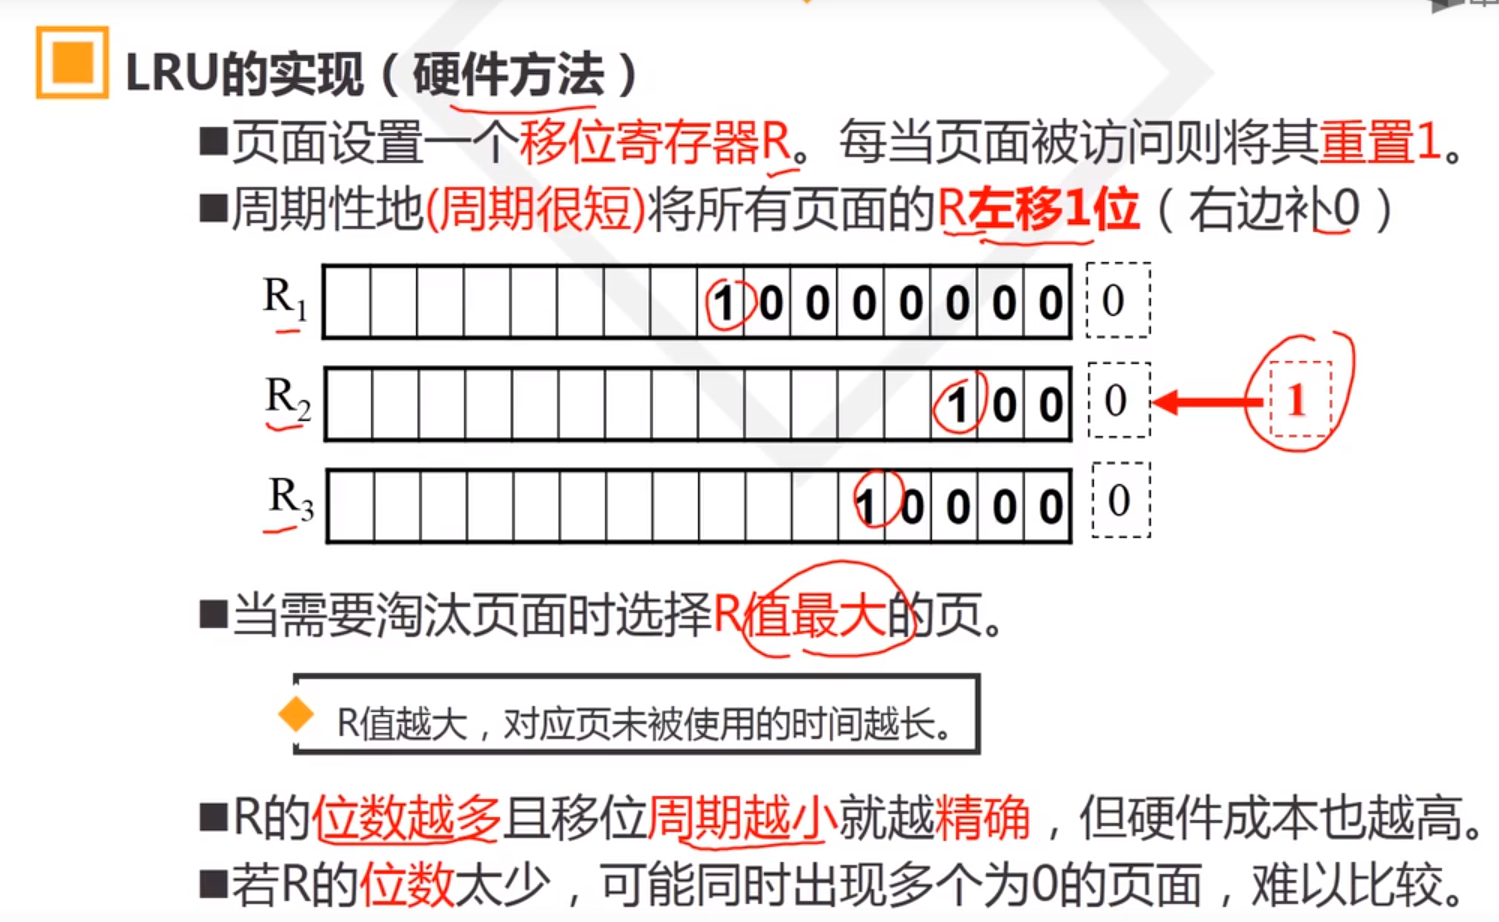 LRU的实现（硬件方法）
■页面设置一个移位寄存器R。每当页面被访问则将其重置1。
■周期性地(周期很短)将所有页面的R左移1位（右边补0）
R₁ 1 0 0 0 0 0 0 0 0
R₂ 1 0 0 0 1
R₃ 1 0 0 0 0 0
■当需要淘汰页面时选择R值最大的页。
R值越大，对应页未被使用的时间越长。
■R的位数越多且移位周期越小就越精确，但硬件成本也越高。
■若R的位数太少，可能同时出现多个为0的页面，难以比较。